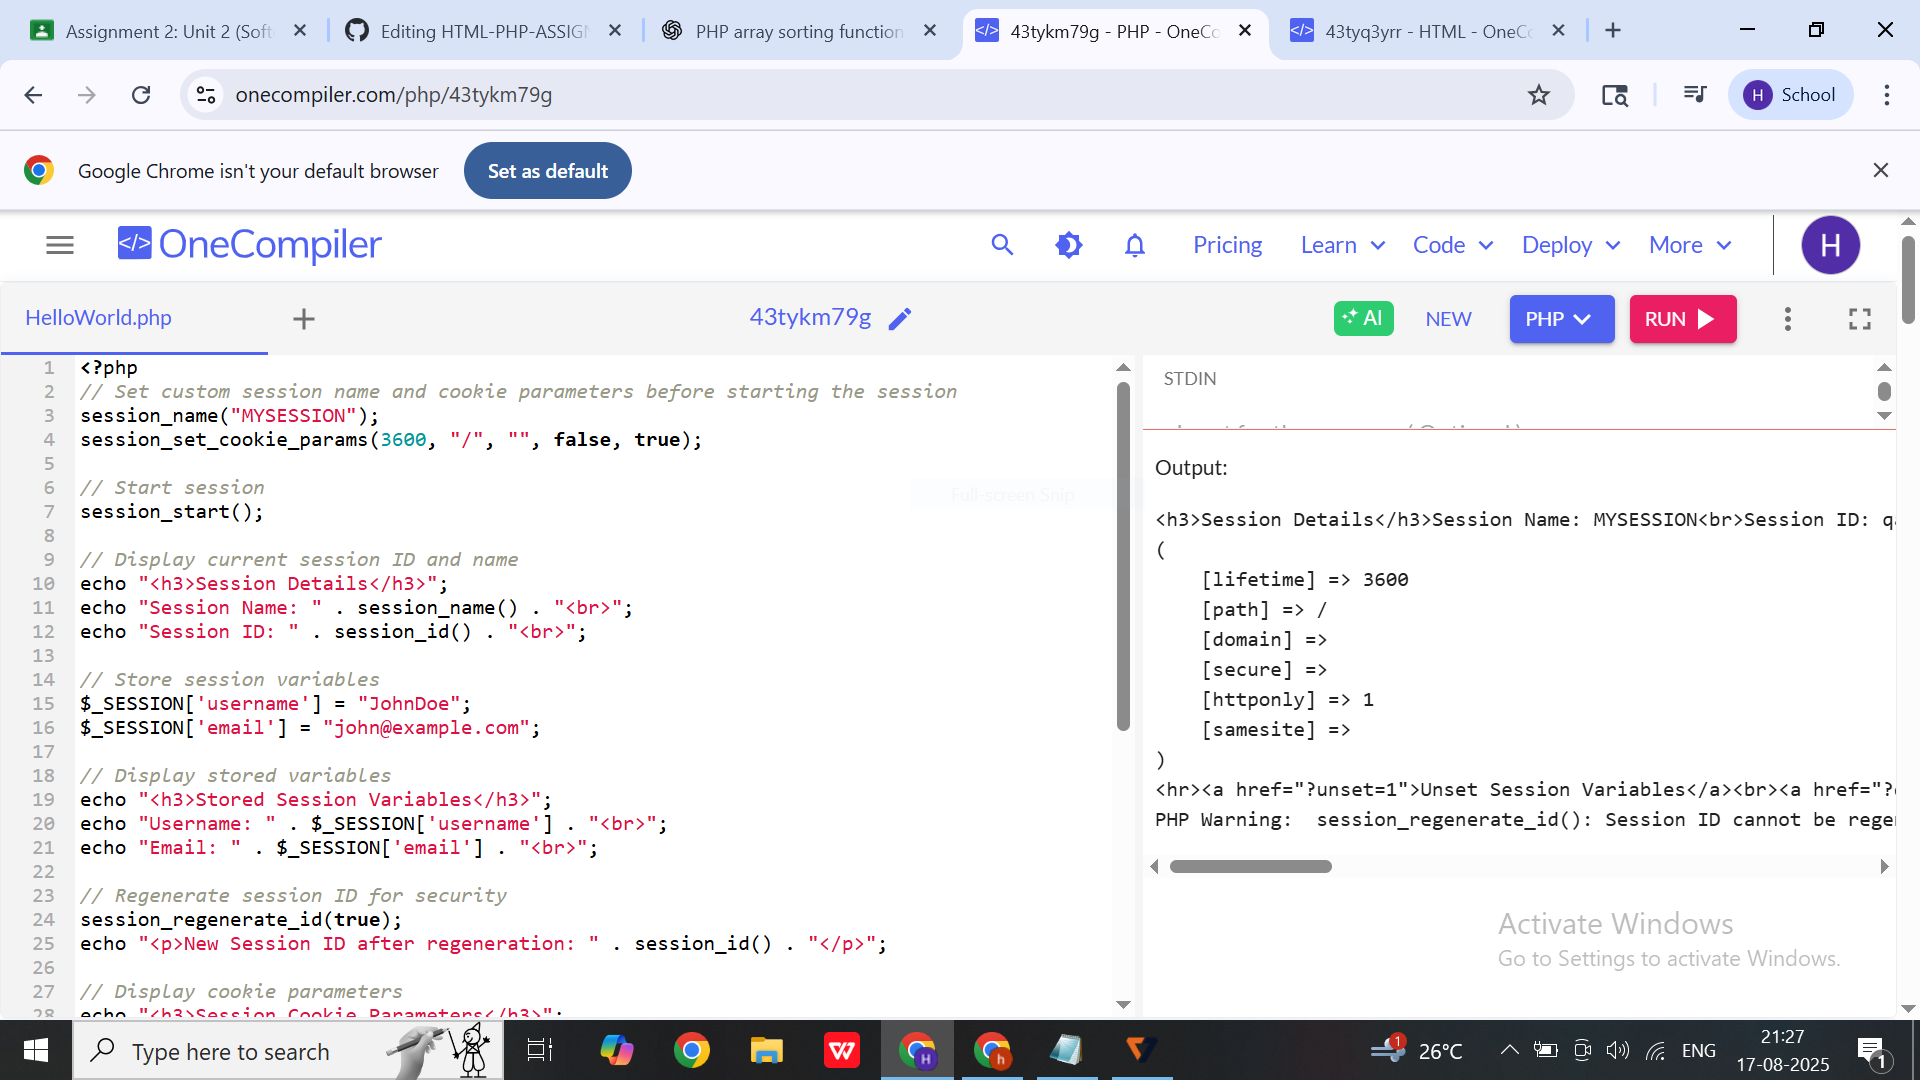 Assignment 2: Unit 2 (Soft
Editing HTML-PHP-ASSIGN
PHP array sorting function
43tykm79g - PHP - OneCo
43tyq3yrr - HTML - OneCo
onecompiler.com/php/43tykm79g
H School
Google Chrome isn't your default browser
Set as default
</> OneCompiler
Pricing
Learn
Code
Deploy
More
H
HelloWorld.php
43tykm79g
AI
NEW
PHP
RUN
1 <?php
2 // Set custom session name and cookie parameters before starting the session
3 session_name("MYSESSION");
4 session_set_cookie_params(3600, "/", "", false, true);
5
6 // Start session
7 session_start();
8
9 // Display current session ID and name
10 echo "<h3>Session Details</h3>";
11 echo "Session Name: " . session_name() . "<br>";
12 echo "Session ID: " . session_id() . "<br>";
13
14 // Store session variables
15 $_SESSION['username'] = "JohnDoe";
16 $_SESSION['email'] = "john@example.com";
17
18 // Display stored variables
19 echo "<h3>Stored Session Variables</h3>";
20 echo "Username: " . $_SESSION['username'] . "<br>";
21 echo "Email: " . $_SESSION['email'] . "<br>";
22
23 // Regenerate session ID for security
24 session_regenerate_id(true);
25 echo "<p>New Session ID after regeneration: " . session_id() . "</p>";
26
27 // Display cookie parameters
28 echo "<h3>Session Cookie Parameters</h3>";
Full-screen Snip
STDIN
Output:
<h3>Session Details</h3>Session Name: MYSESSION<br>Session ID: q
(
[lifetime] => 3600
[path] => /
[domain] =>
[secure] =>
[httponly] => 1
[samesite] =>
)
<hr><a href="?unset=1">Unset Session Variables</a><br><a href="?
PHP Warning:  session_regenerate_id(): Session ID cannot be rege
Activate Windows
Go to Settings to activate Windows.
Type here to search
W
H
h
1
26°C
ENG
21:27
17-08-2025
1